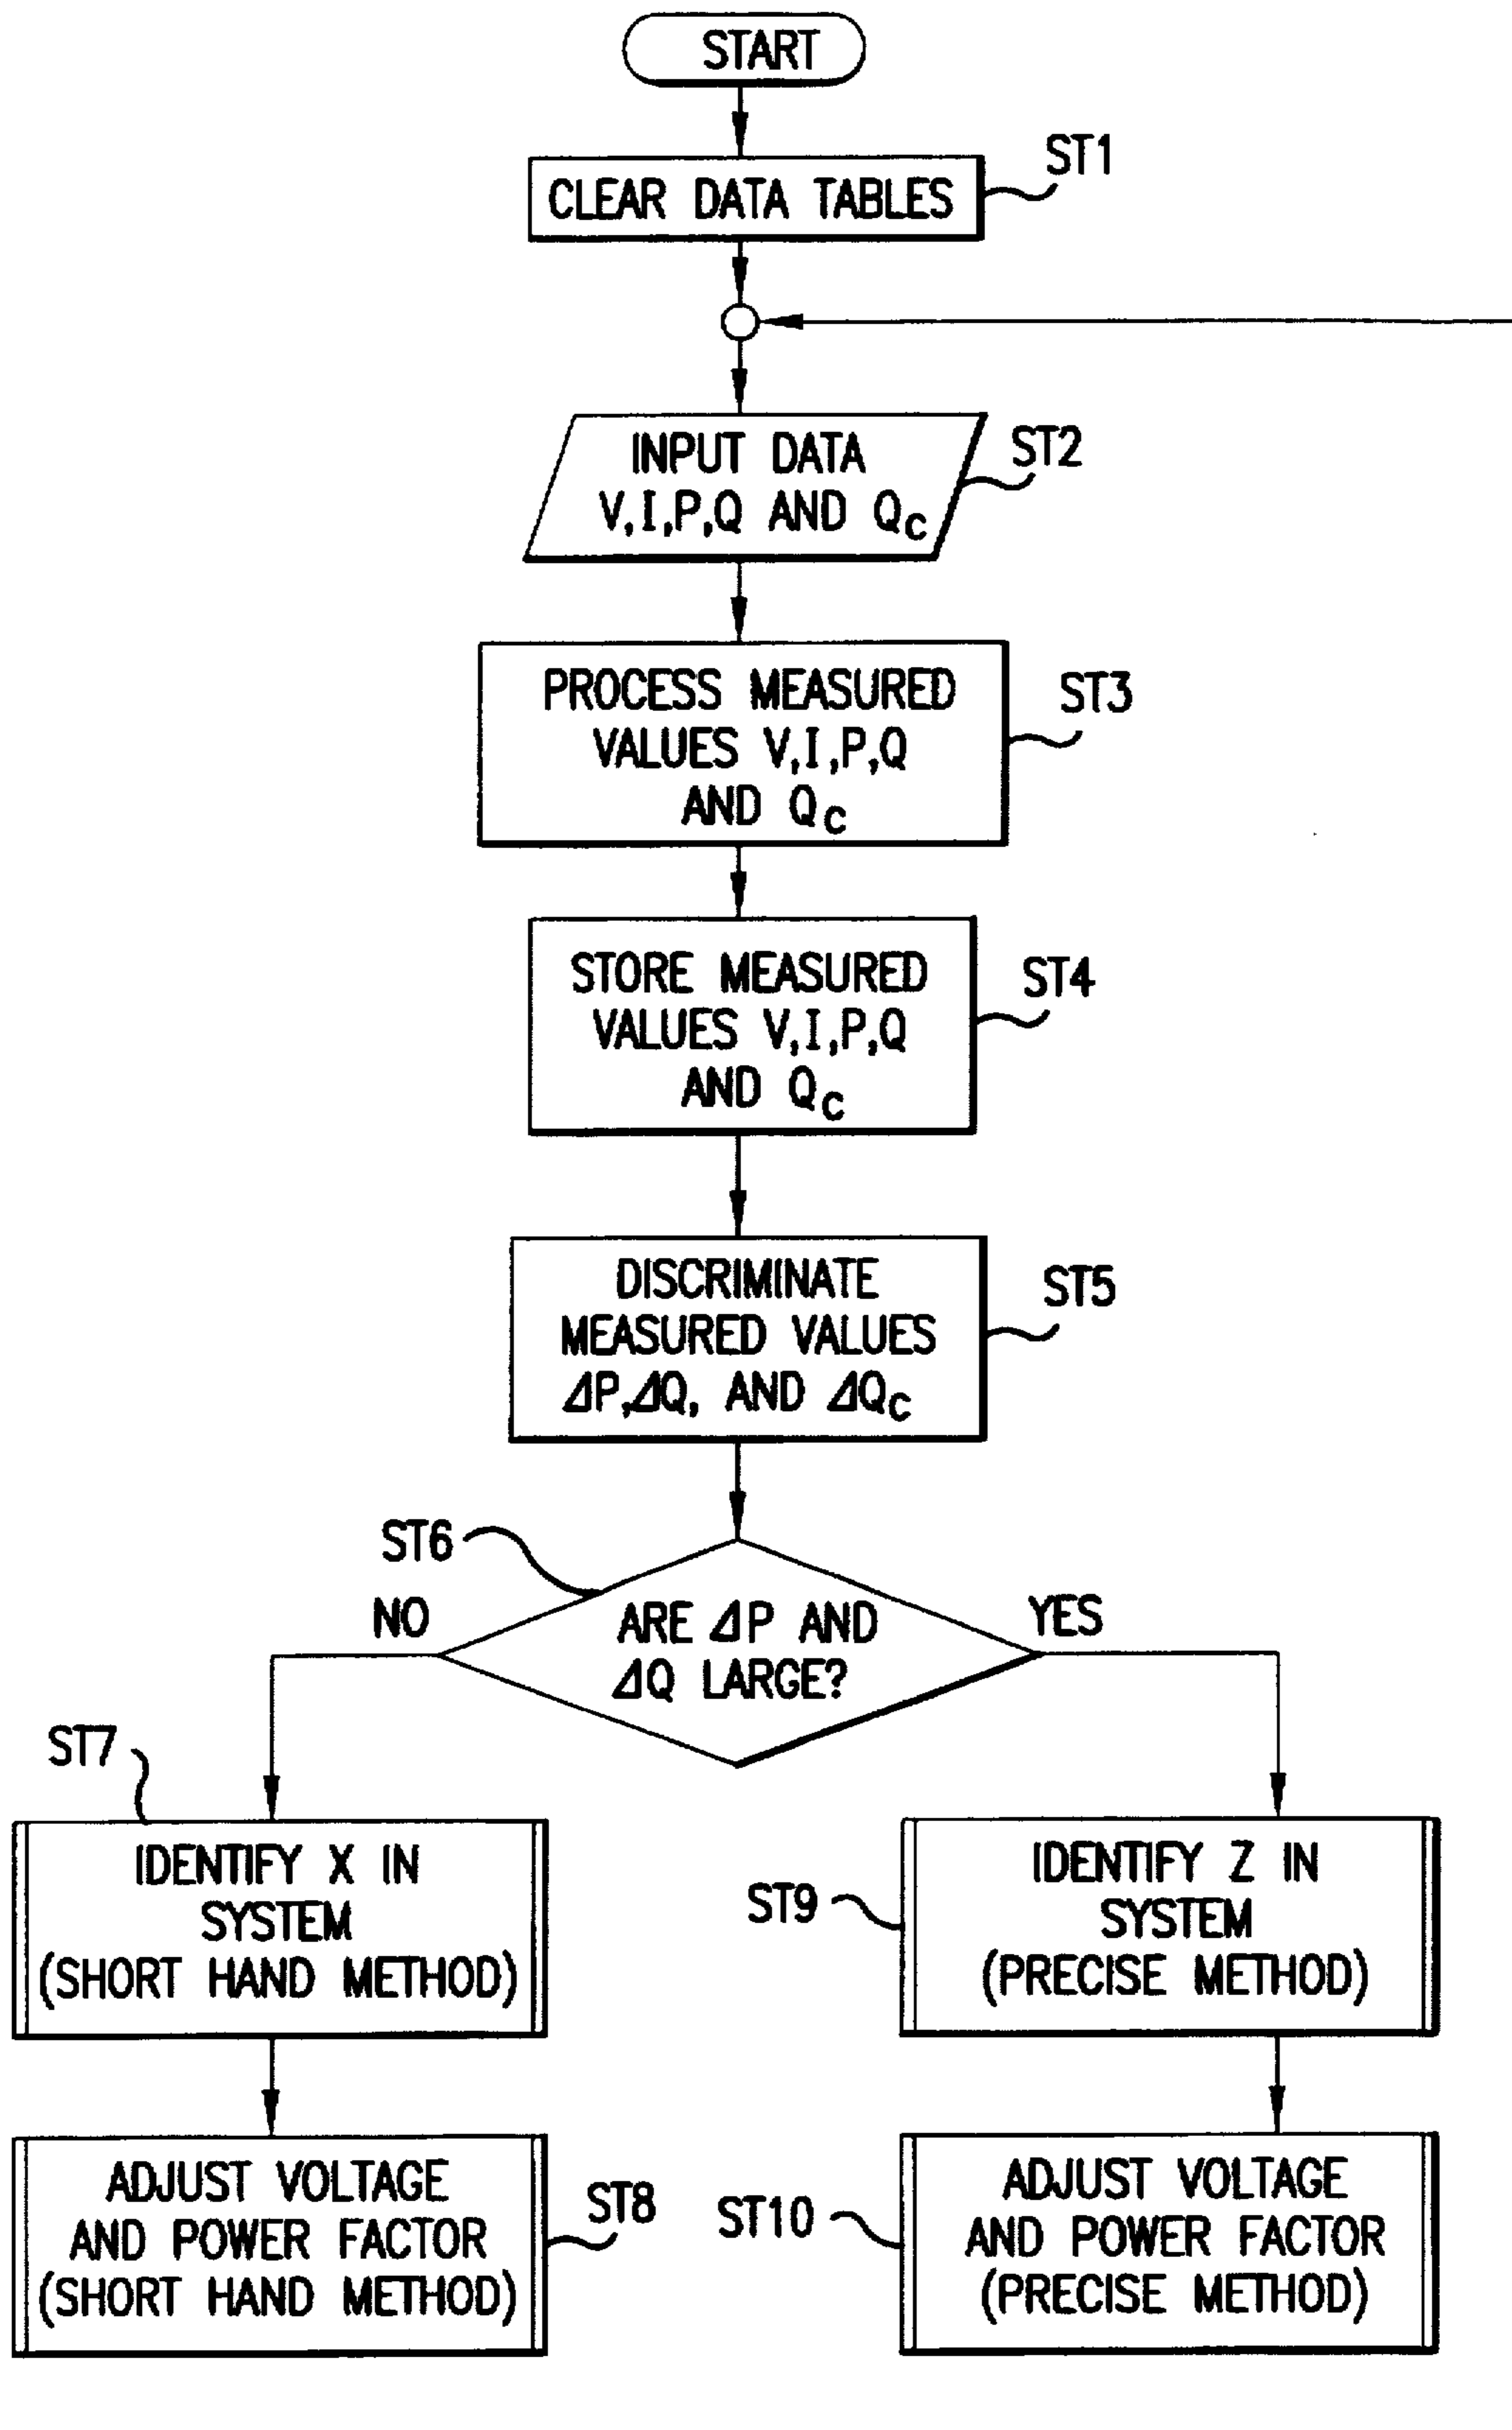 START
CLEAR DATA TABLES
ST1
INPUT DATA
V,I,P,Q AND QC
ST2
PROCESS MEASURED
VALUES V,I,P,Q
AND QC
ST3
STORE MEASURED
VALUES V,I,P,Q
AND QC
ST4
DISCRIMINATE
MEASURED VALUES
ΔP,ΔQ, AND ΔQC
ST5
ST6
NO
ARE ΔP AND
ΔQ LARGE?
YES
ST7
IDENTIFY X IN
SYSTEM
(SHORT HAND METHOD)
ST9
IDENTIFY Z IN
SYSTEM
(PRECISE METHOD)
ADJUST VOLTAGE
AND POWER FACTOR
(SHORT HAND METHOD)
ST8
ST10
ADJUST VOLTAGE
AND POWER FACTOR
(PRECISE METHOD)